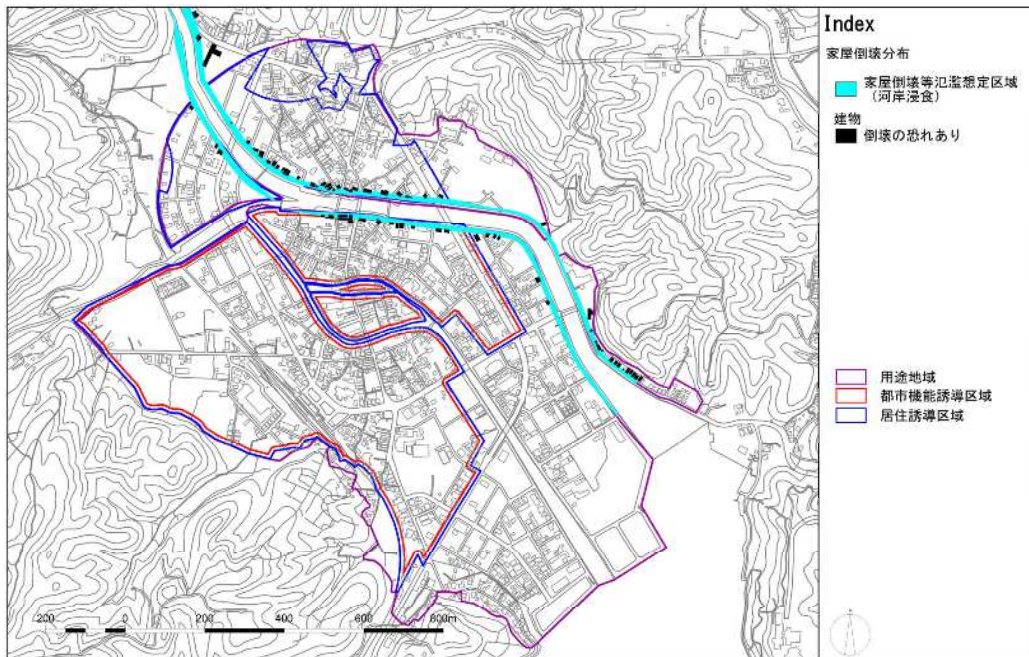 Index
家屋倒壊分布
家屋倒壊等氾濫想定区域
（河岸浸食）
建物
倒壊の恐れあり
用途地域
都市機能誘導区域
居住誘導区域
200 0 200 400 600 800m